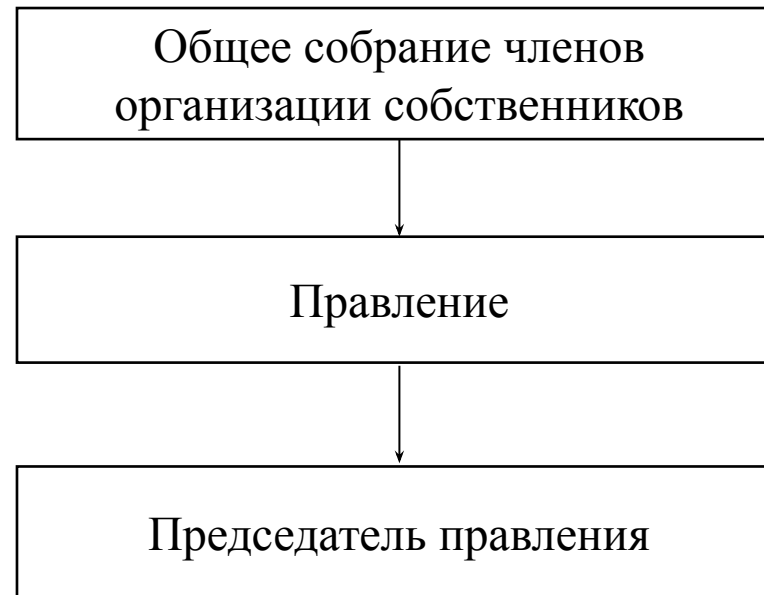 Общее собрание членов
организации собственников
Правление
Председатель правления